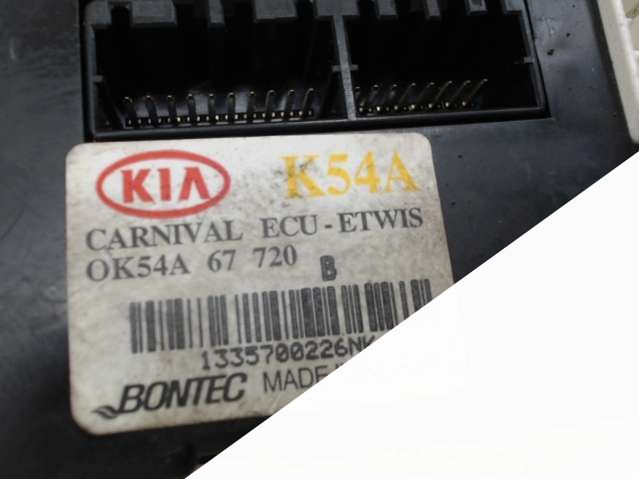 KIA K54A
CARNIVAL ECU-ETWIS
OK54A 67 720 B
1335700226NK
BONTEC MADE